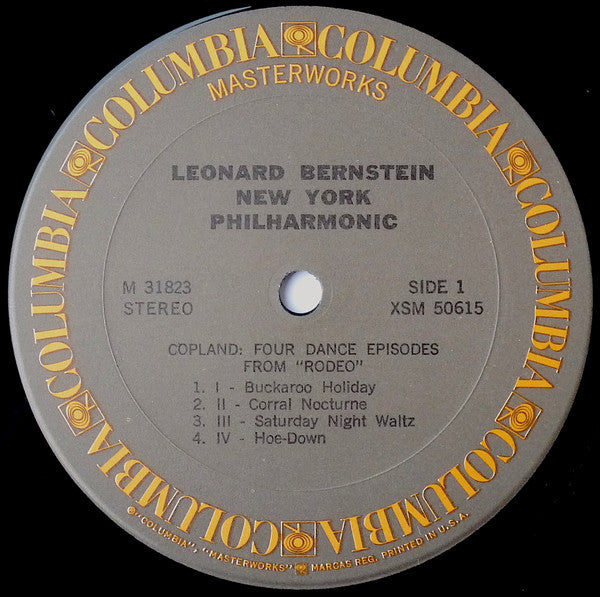 COLUMBIA COLUMBIA COLUMBIA COLUMBIA COLUMBIA COLUMBIA COLUMBIA COLUMBIA
MASTERWORKS
LEONARD BERNSTEIN
NEW YORK
PHILHARMONIC
M 31823 SIDE 1
STEREO XSM 50615
COPLAND: FOUR DANCE EPISODES
FROM "RODEO"
1. I - Buckaroo Holiday
2. II - Corral Nocturne
3. III - Saturday Night Waltz
4. IV - Hoe-Down
®"COLUMBIA", "MASTERWORKS" MARCAS REG. PRINTED IN U.S.A.